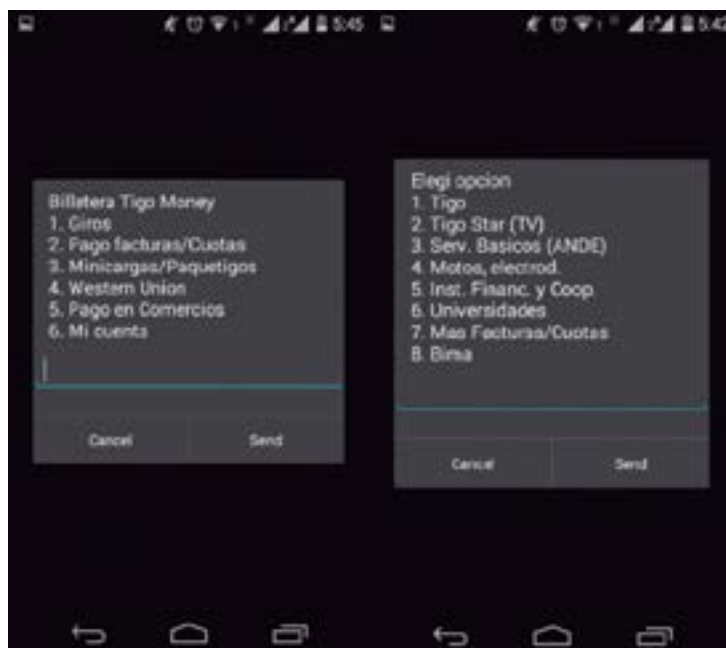 5:45
Billetera Tigo Money
1. Giros
2. Pago facturas/Cuotas
3. Minicargas/Paquetigos
4. Western Union
5. Pago en Comercios
6. Mi cuenta
Cancel Send
5:42
Elegi opcion
1. Tigo
2. Tigo Star (TV)
3. Serv. Basicos (ANDE)
4. Motos, electrod.
5. Inst. Financ. y Coop
6. Universidades
7. Mas Facturas/Cuotas
8. Bima
Cancel Send